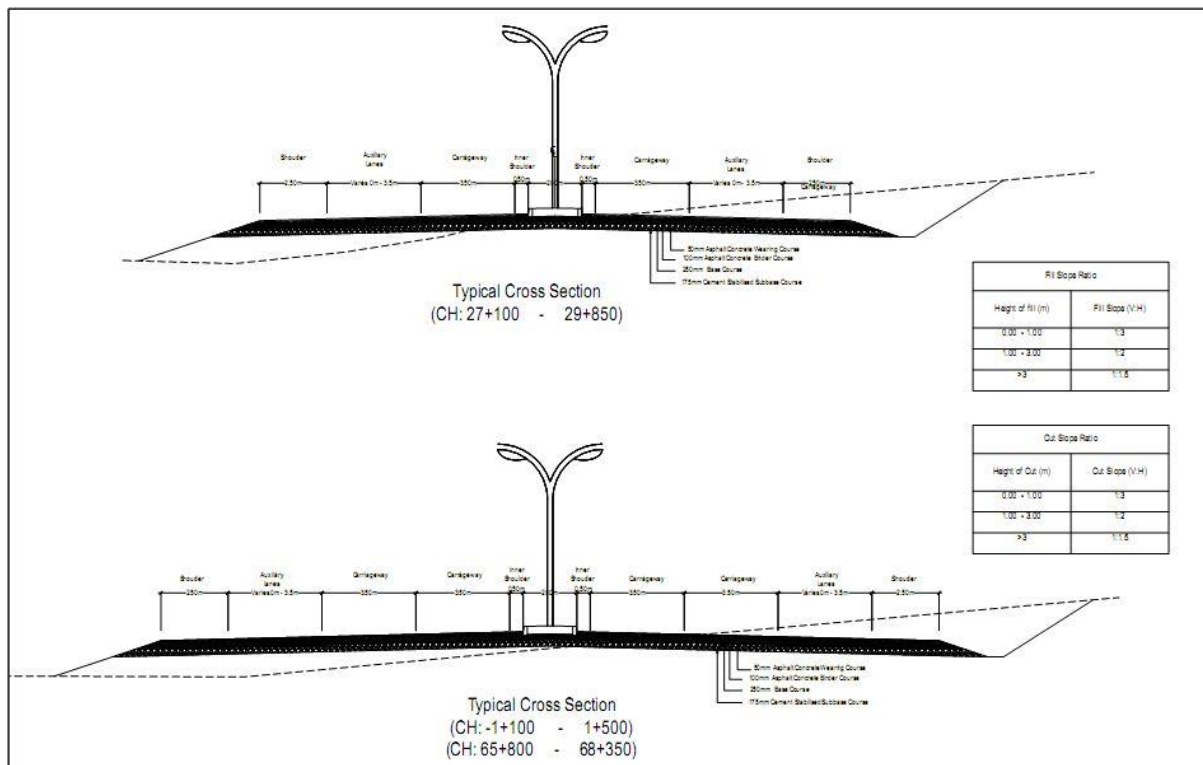 Shoulder Auxiliary Lanes Carriageway Inner Shoulder Inner Shoulder Carriageway Auxiliary Lanes Shoulder
2.50m Varies 0m - 3.5m 3.50m 0.50m 0.50m 3.50m Varies 0m - 3.5m 2.50m
Carriageway
50mm Asphalt Concrete Wearing Course
100mm Asphalt Concrete Binder Course
250mm Base Course
175mm Cement Stabilised Subbase Course
Typical Cross Section
(CH: 27+100 - 29+850)
Fill Slope Ratio
Height of fill (m) Fill Slope (V:H)
0.00 - 1.00 1:3
1.00 - 3.00 1:2
>3 1:1.5
Cut Slope Ratio
Height of Cut (m) Cut Slope (V:H)
0.00 - 1.00 1:3
1.00 - 3.00 1:2
>3 1:1.5
Shoulder Auxiliary Lanes Carriageway Carriageway Inner Shoulder Inner Shoulder Carriageway Carriageway Auxiliary Lanes Shoulder
2.50m Varies 0m - 3.5m 3.50m 3.50m 0.50m 0.50m 3.50m 3.50m Varies 0m - 3.5m 2.50m
50mm Asphalt Concrete Wearing Course
100mm Asphalt Concrete Binder Course
250mm Base Course
175mm Cement Stabilised Subbase Course
Typical Cross Section
(CH: -1+100 - 1+500)
(CH: 65+800 - 68+350)